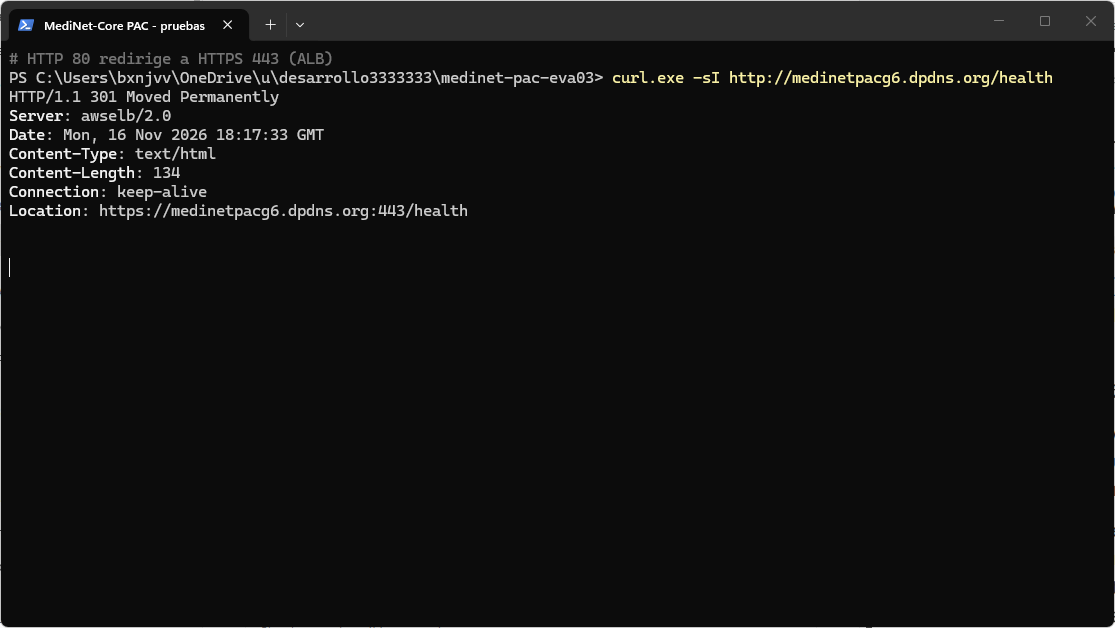 MediNet-Core PAC - pruebas
# HTTP 80 redirige a HTTPS 443 (ALB)
PS C:\Users\bxnjvv\OneDrive\u\desarrollo3333333\medinet-pac-eva03> curl.exe -sI http://medinetpacg6.dpdns.org/health
HTTP/1.1 301 Moved Permanently
Server: awselb/2.0
Date: Mon, 16 Nov 2026 18:17:33 GMT
Content-Type: text/html
Content-Length: 134
Connection: keep-alive
Location: https://medinetpacg6.dpdns.org:443/health